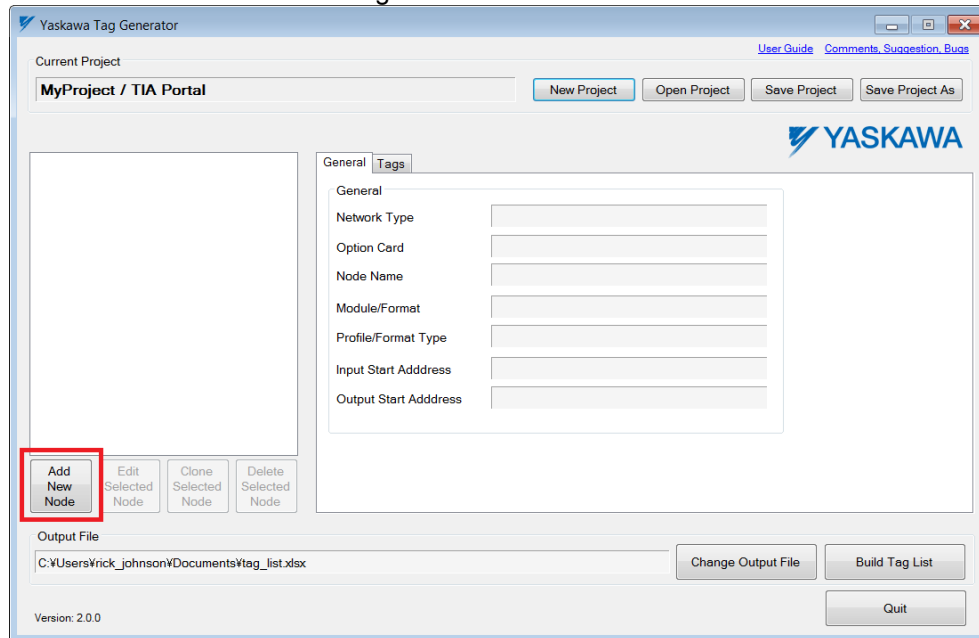 Yaskawa Tag Generator
User Guide Comments, Suggestion, Bugs
Current Project
MyProject / TIA Portal
New Project Open Project Save Project Save Project As
YASKAWA
General Tags
General
Network Type
Option Card
Node Name
Module/Format
Profile/Format Type
Input Start Adddress
Output Start Adddress
Add New Node
Edit Selected Node
Clone Selected Node
Delete Selected Node
Output File
C:¥Users¥rick_johnson¥Documents¥tag_list.xlsx
Change Output File Build Tag List
Version: 2.0.0
Quit